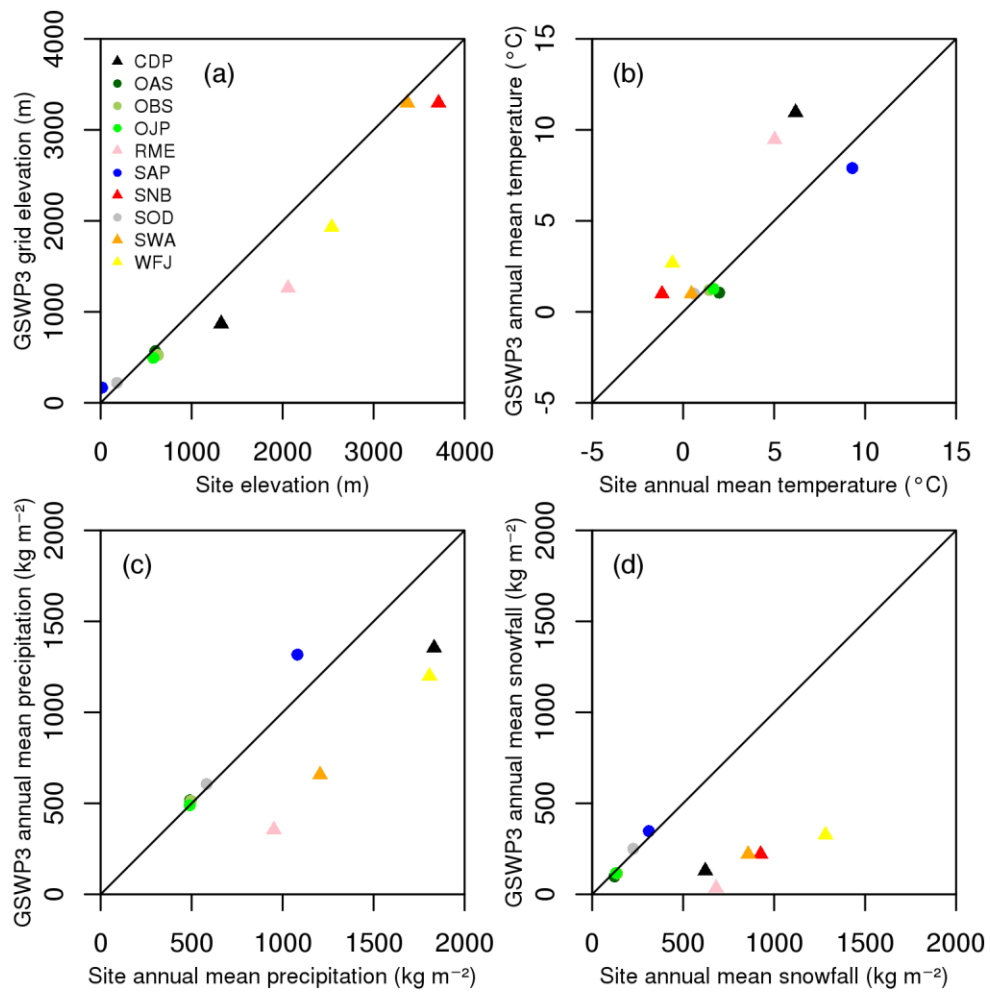 (a)
CDP
OAS
OBS
OJP
RME
SAP
SNB
SOD
SWA
WFJ
GSWP3 grid elevation (m)
0 1000 2000 3000 4000
0 1000 2000 3000 4000
Site elevation (m)
(b)
GSWP3 annual mean temperature (°C)
-5 0 5 10 15
-5 0 5 10 15
Site annual mean temperature (°C)
(c)
GSWP3 annual mean precipitation (kg m⁻²)
0 500 1000 1500 2000
0 500 1000 1500 2000
Site annual mean precipitation (kg m⁻²)
(d)
GSWP3 annual mean snowfall (kg m⁻²)
0 500 1000 1500 2000
0 500 1000 1500 2000
Site annual mean snowfall (kg m⁻²)